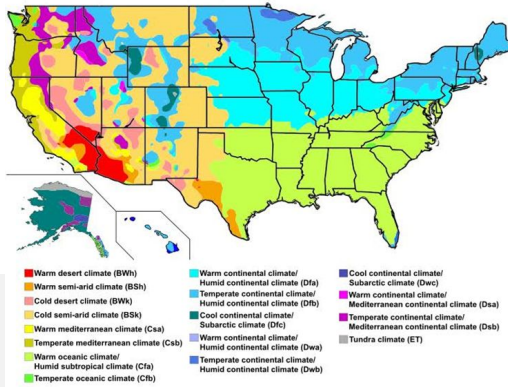 Warm desert climate (BWh)
Warm semi-arid climate (BSh)
Cold desert climate (BWk)
Cold semi-arid climate (BSk)
Warm mediterranean climate (Csa)
Temperate mediterranean climate (Csb)
Warm oceanic climate/
Humid subtropical climate (Cfa)
Temperate oceanic climate (Cfb)
Warm continental climate/
Humid continental climate (Dfa)
Temperate continental climate/
Humid continental climate (Dfb)
Cool continental climate/
Subarctic climate (Dfc)
Warm continental climate/
Humid continental climate (Dwa)
Temperate continental climate/
Humid continental climate (Dwb)
Cool continental climate/
Subarctic climate (Dwc)
Warm continental climate/
Mediterranean continental climate (Dsa)
Temperate continental climate/
Mediterranean continental climate (Dsb)
Tundra climate (ET)